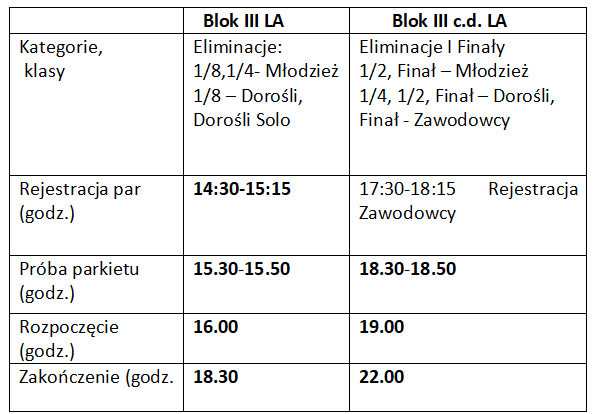 Blok III LA
Blok III c.d. LA
Kategorie,
klasy
Eliminacje:
1/8,1/4- Młodzież
1/8 – Dorośli,
Dorośli Solo
Eliminacje I Finały
1/2, Finał – Młodzież
1/4, 1/2, Finał – Dorośli,
Finał - Zawodowcy
Rejestracja par
(godz.)
14:30-15:15
17:30-18:15 Rejestracja
Zawodowcy
Próba parkietu
(godz.)
15.30-15.50
18.30-18.50
Rozpoczęcie
(godz.)
16.00
19.00
Zakończenie (godz.
18.30
22.00